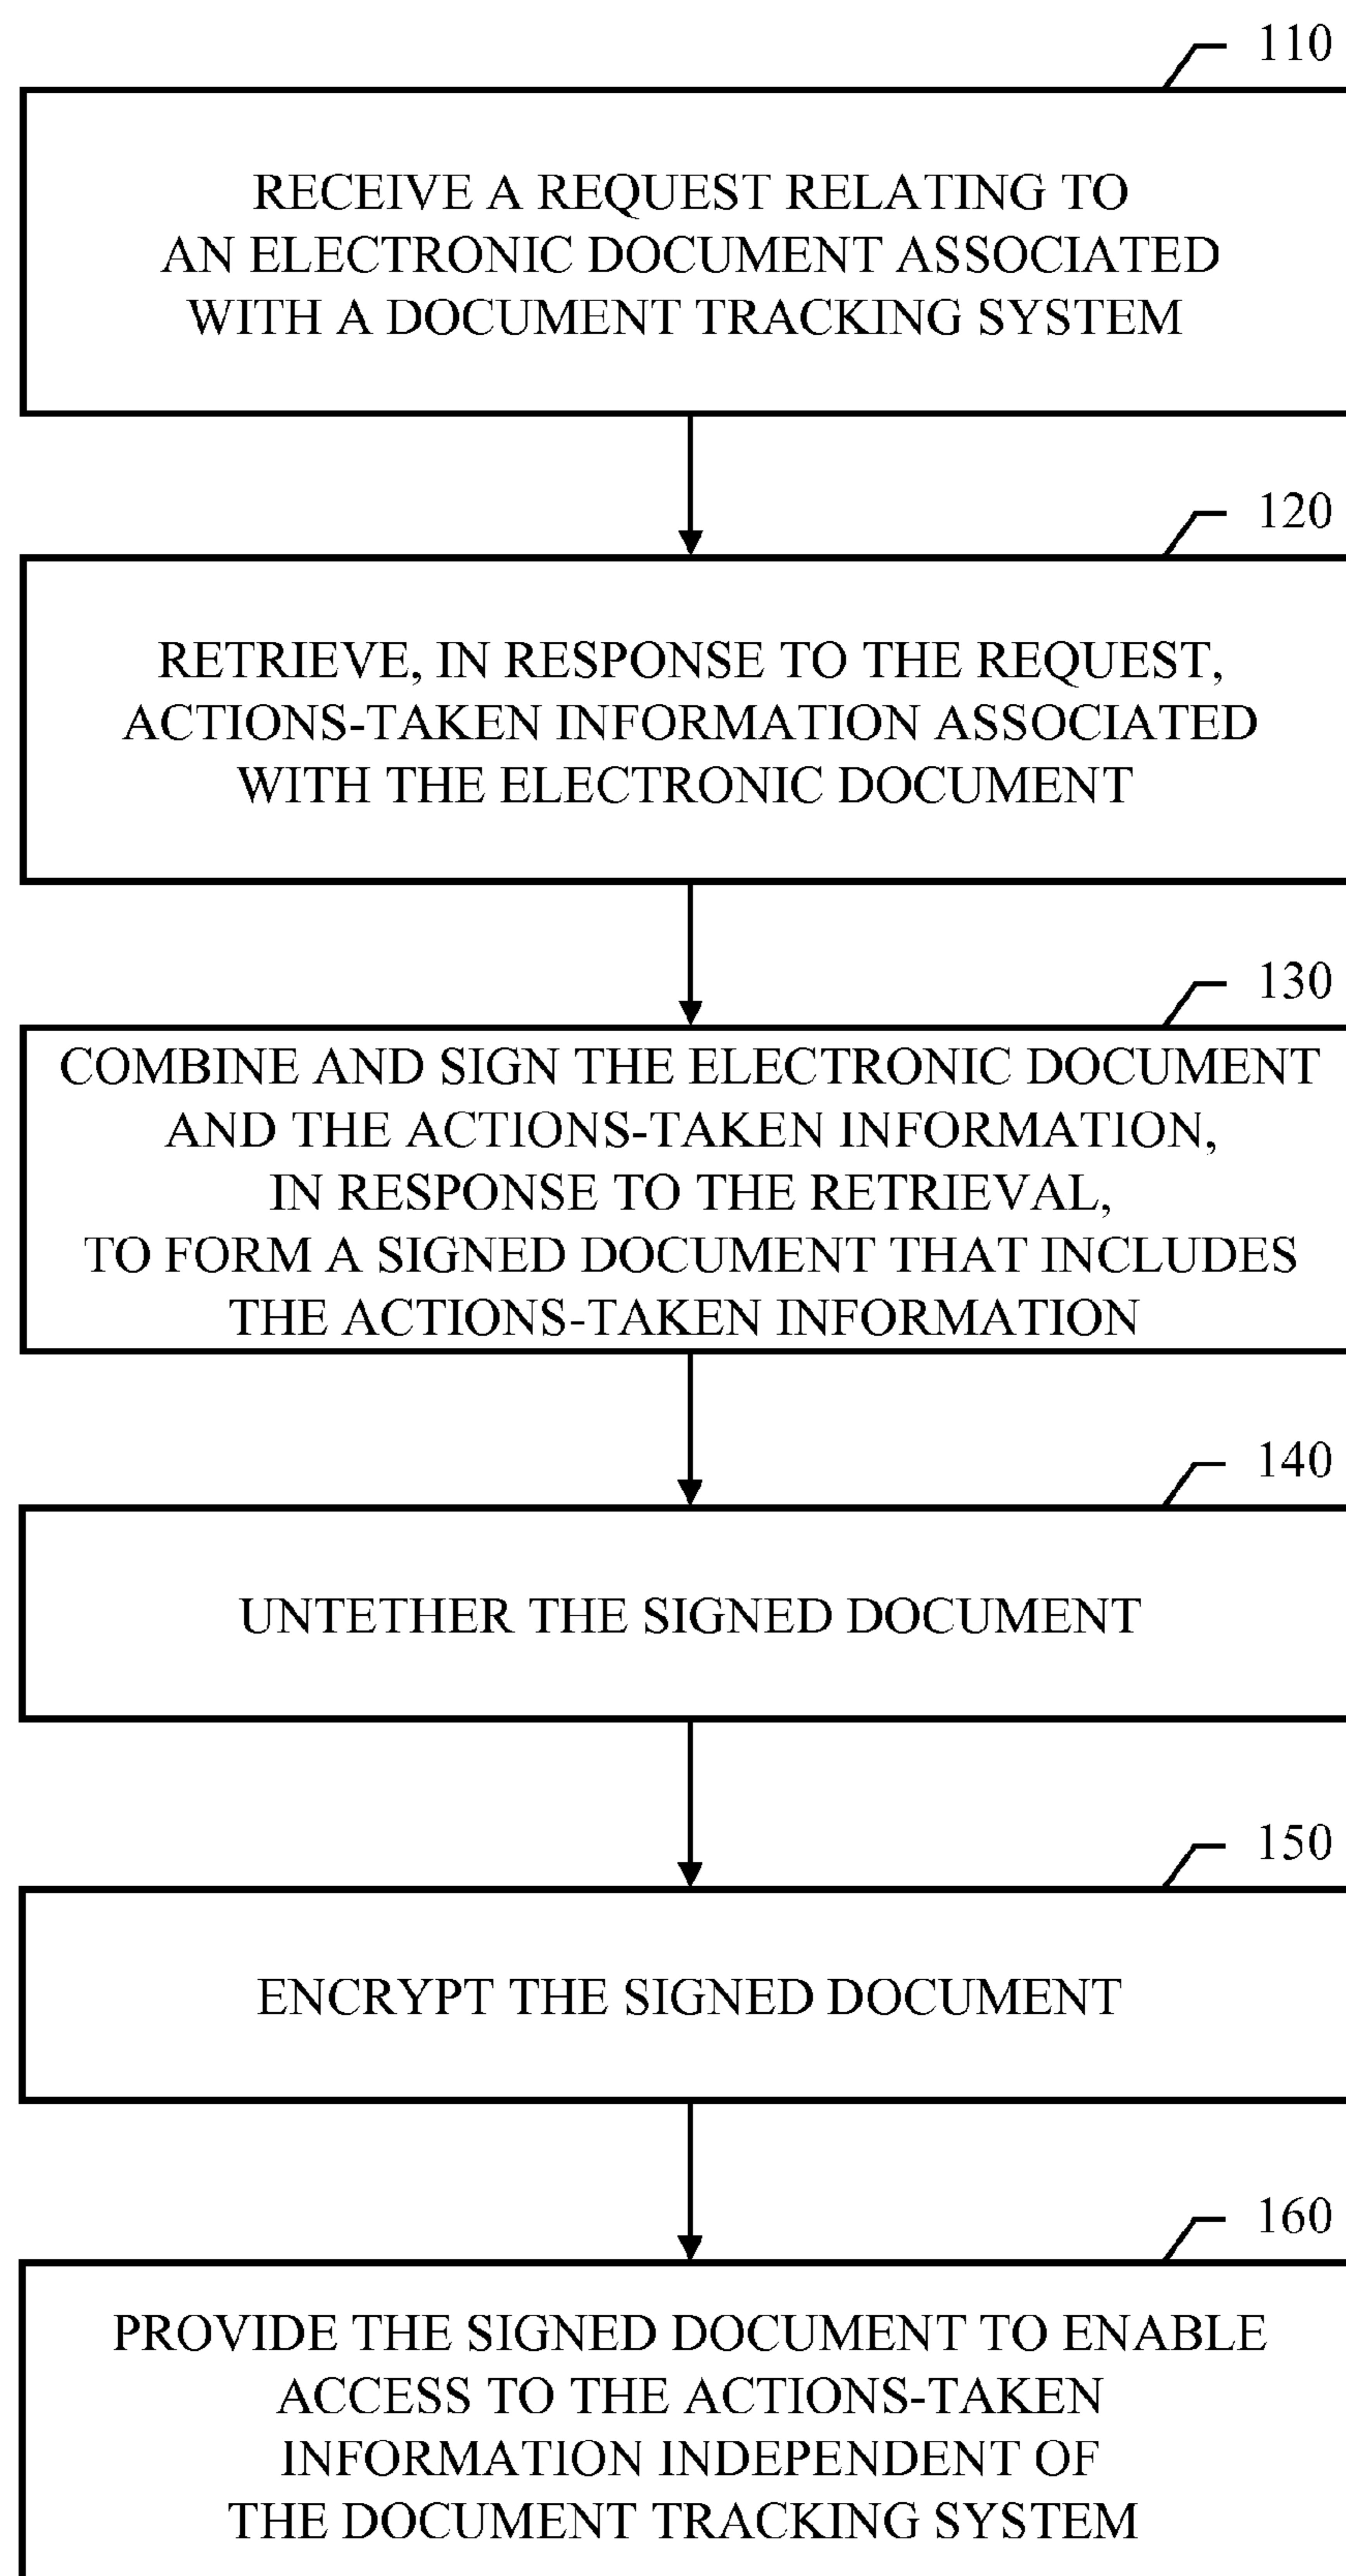 110
RECEIVE A REQUEST RELATING TO
AN ELECTRONIC DOCUMENT ASSOCIATED
WITH A DOCUMENT TRACKING SYSTEM
120
RETRIEVE, IN RESPONSE TO THE REQUEST,
ACTIONS-TAKEN INFORMATION ASSOCIATED
WITH THE ELECTRONIC DOCUMENT
130
COMBINE AND SIGN THE ELECTRONIC DOCUMENT
AND THE ACTIONS-TAKEN INFORMATION,
IN RESPONSE TO THE RETRIEVAL,
TO FORM A SIGNED DOCUMENT THAT INCLUDES
THE ACTIONS-TAKEN INFORMATION
140
UNTETHER THE SIGNED DOCUMENT
150
ENCRYPT THE SIGNED DOCUMENT
160
PROVIDE THE SIGNED DOCUMENT TO ENABLE
ACCESS TO THE ACTIONS-TAKEN
INFORMATION INDEPENDENT OF
THE DOCUMENT TRACKING SYSTEM